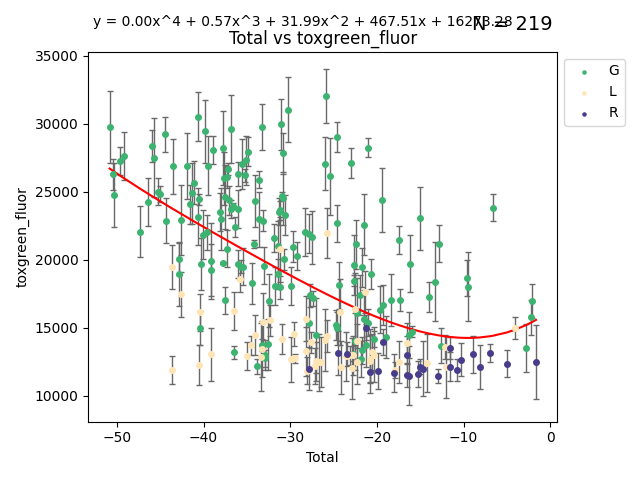 y = 0.00x^4 + 0.57x^3 + 31.99x^2 + 467.51x + 
N = 219
Total vs toxgreen_fluor
35000
30000
25000
20000
15000
10000
toxgreen_fluor
G
L
R
−50 −40 −30 −20 −10 0
Total